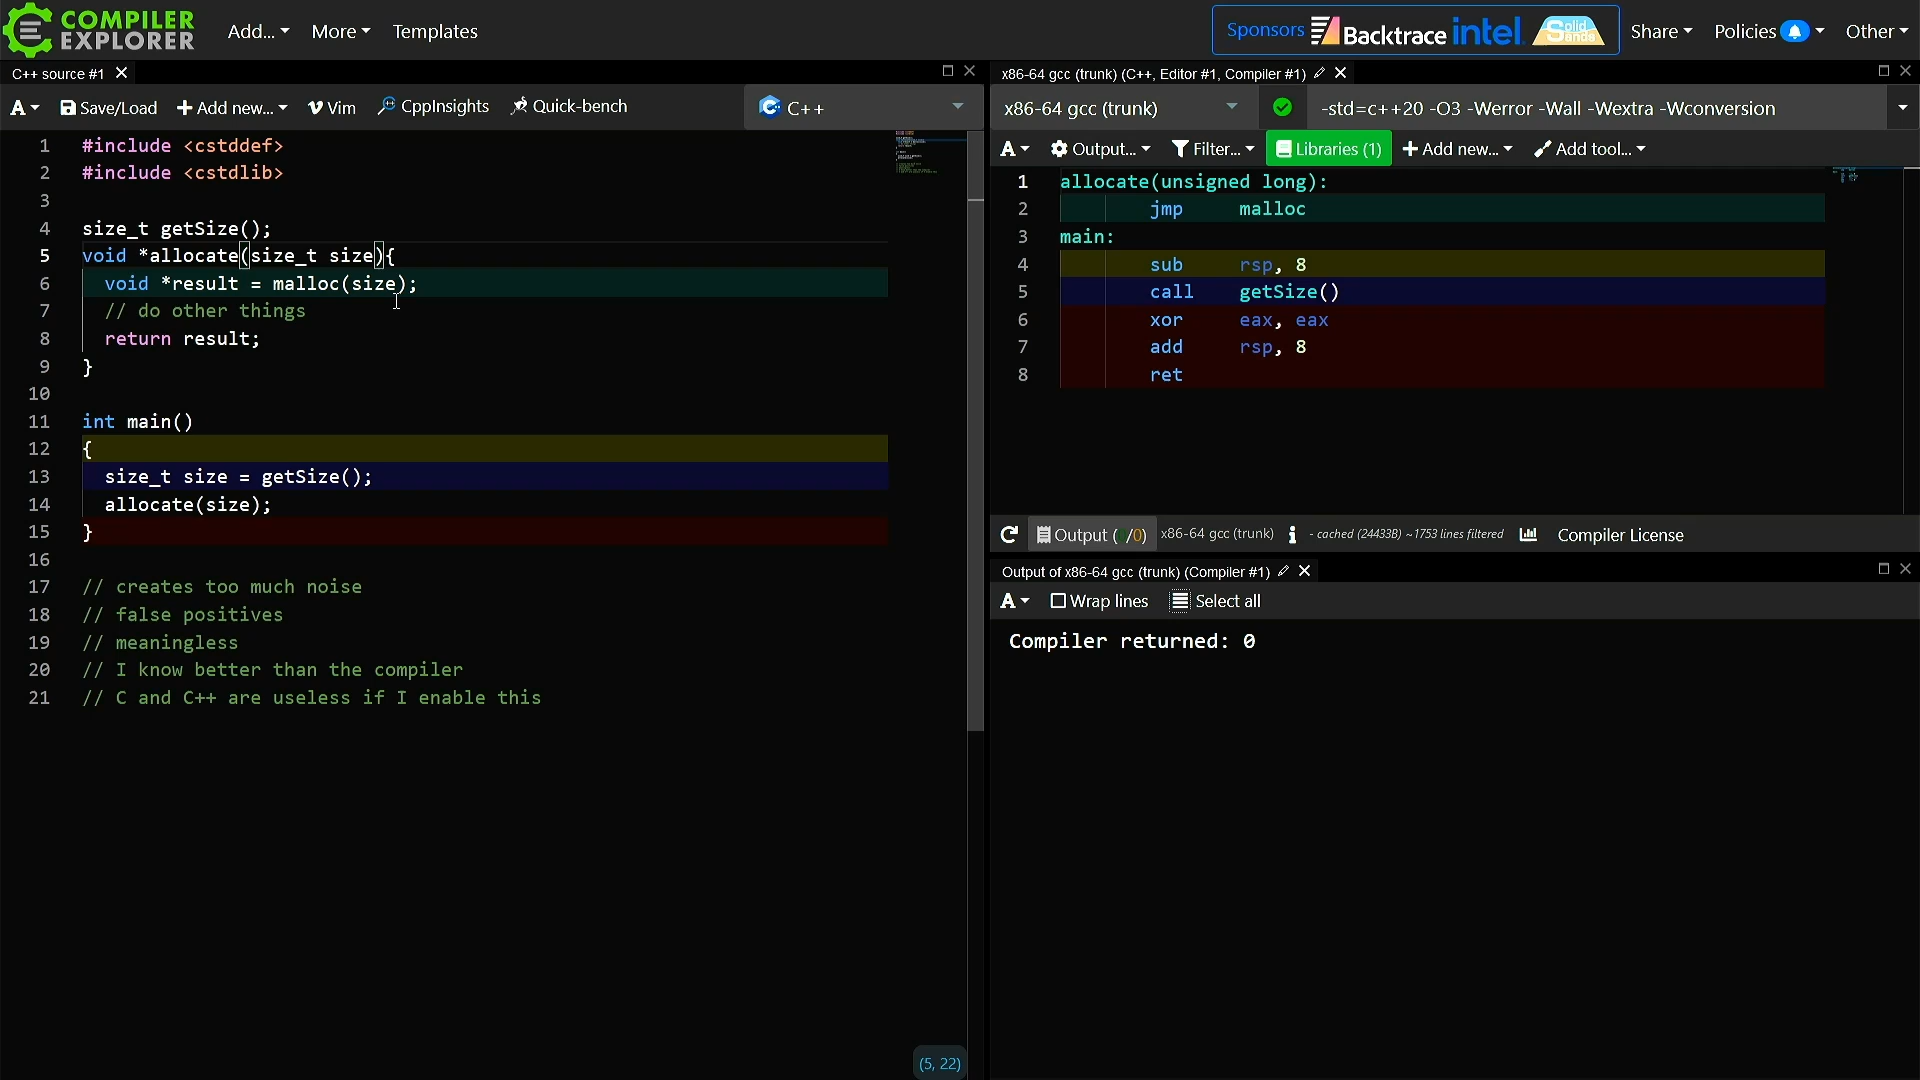 COMPILER EXPLORER
Add... More Templates
Sponsors Backtrace intel. Solid Sands Share Policies Other
C++ source #1
A Save/Load Add new... Vim CppInsights Quick-bench C++
1 #include <cstddef>
2 #include <cstdlib>
3
4 size_t getSize();
5 void *allocate(size_t size){
6 void *result = malloc(size);
7 // do other things
8 return result;
9 }
10
11 int main()
12 {
13 size_t size = getSize();
14 allocate(size);
15 }
16
17 // creates too much noise
18 // false positives
19 // meaningless
20 // I know better than the compiler
21 // C and C++ are useless if I enable this
(5, 22)
x86-64 gcc (trunk) (C++, Editor #1, Compiler #1)
x86-64 gcc (trunk) -std=c++20 -O3 -Werror -Wall -Wextra -Wconversion
A Output... Filter... Libraries (1) Add new... Add tool...
1 allocate(unsigned long):
2 jmp malloc
3 main:
4 sub rsp, 8
5 call getSize()
6 xor eax, eax
7 add rsp, 8
8 ret
Output ( /0) x86-64 gcc (trunk) i - cached (24433B) ~1753 lines filtered Compiler License
Output of x86-64 gcc (trunk) (Compiler #1)
A Wrap lines Select all
Compiler returned: 0